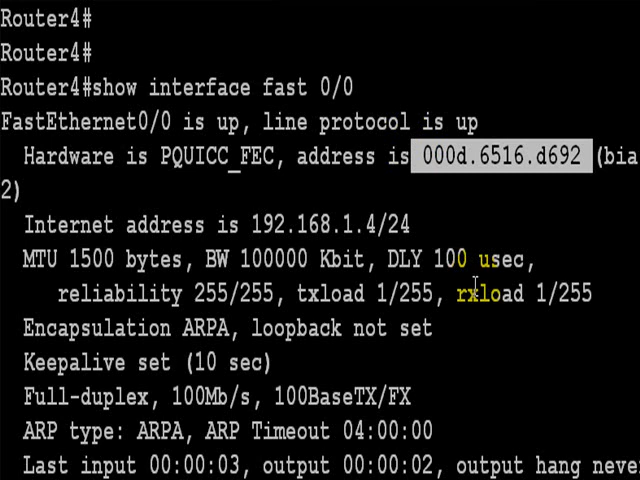 Router4#
Router4#
Router4#show interface fast 0/0
FastEthernet0/0 is up, line protocol is up
Hardware is PQUICC_FEC, address is 000d.6516.d692 (bia
2)
Internet address is 192.168.1.4/24
MTU 1500 bytes, BW 100000 Kbit, DLY 100 usec,
reliability 255/255, txload 1/255, rxload 1/255
Encapsulation ARPA, loopback not set
Keepalive set (10 sec)
Full-duplex, 100Mb/s, 100BaseTX/FX
ARP type: ARPA, ARP Timeout 04:00:00
Last input 00:00:03, output 00:00:02, output hang never